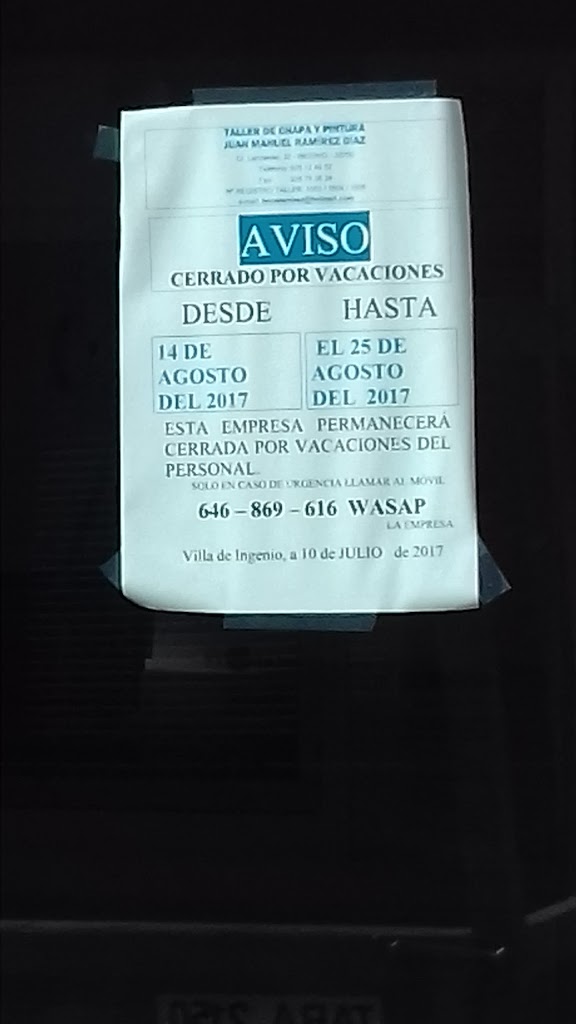 TALLER DE CHAPA Y PINTURA
JUAN MANUEL RAMIREZ DIAZ
AVISO
CERRADO POR VACACIONES
DESDE HASTA
14 DE
AGOSTO
DEL 2017
EL 25 DE
AGOSTO
DEL 2017
ESTA EMPRESA PERMANECERÁ
CERRADA POR VACACIONES DEL
PERSONAL.
SOLO EN CASO DE URGENCIA LLAMAR AL MOVIL
646 – 869 – 616 WASAP
LA EMPRESA
Villa de Ingenio, a 10 de JULIO de 2017